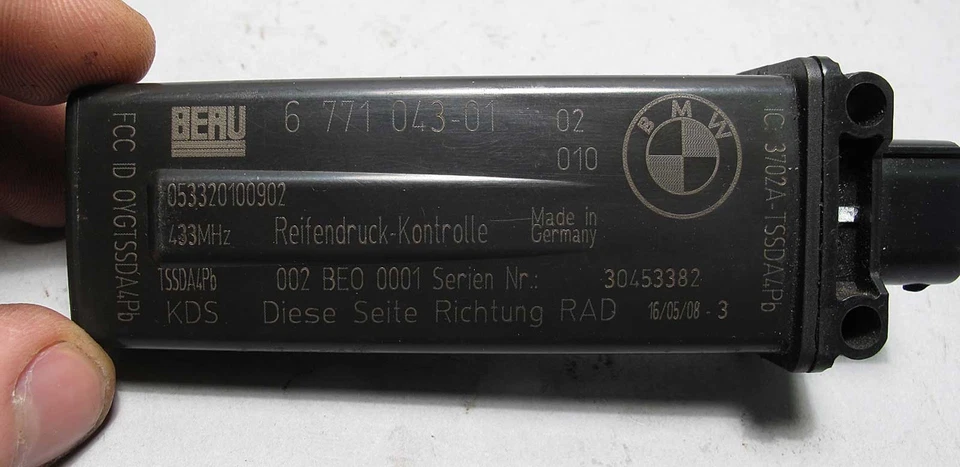 BERU 6 771 043-01 02
010
BMW
053320100902
433MHz Reifendruck-Kontrolle Made in
Germany
TSSDA4Pb 002 BE0 0001 Serien Nr.: 30453382
KDS Diese Seite Richtung RAD 16/05/08 - 3
FCC ID OYGTSSDA4Pb
IC 3702A-TSSDA4Pb